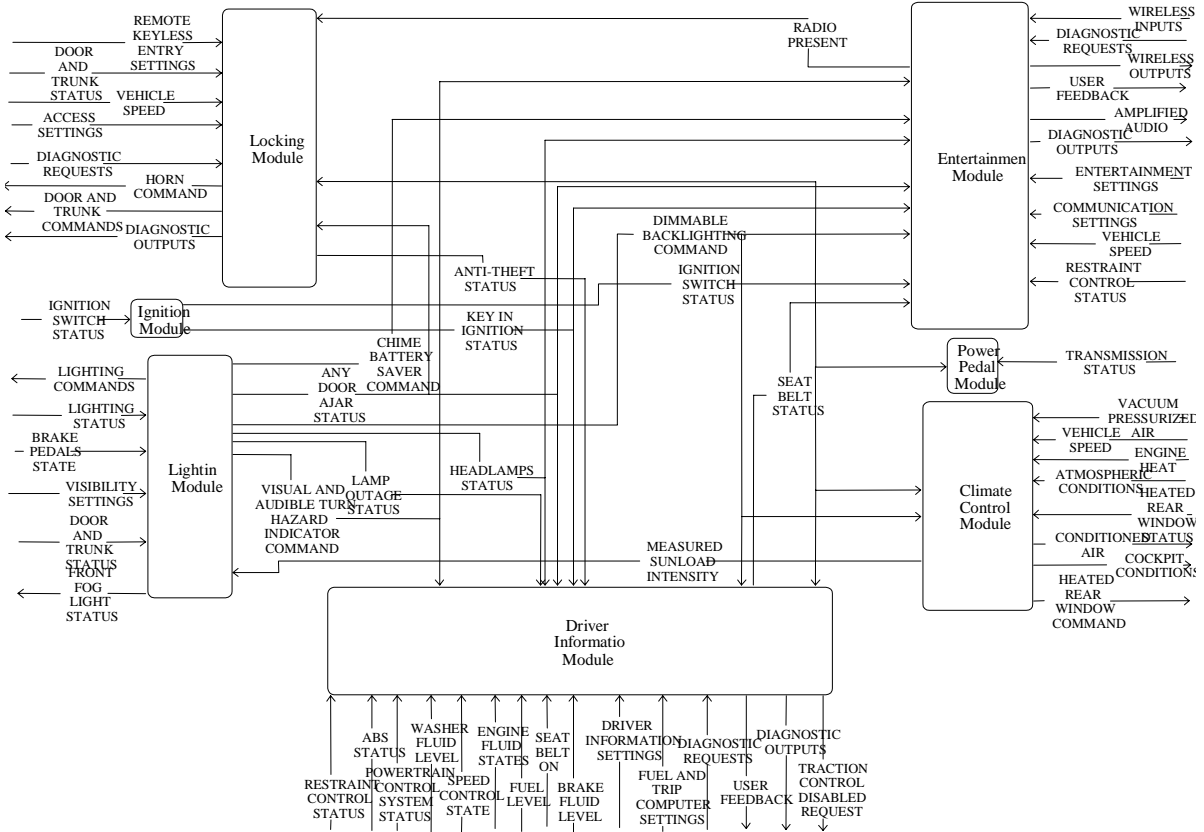 REMOTE
KEYLESS
ENTRY
SETTINGS
DOOR
AND
TRUNK
STATUS
VEHICLE
SPEED
ACCESS
SETTINGS
DIAGNOSTIC
REQUESTS
HORN
COMMAND
DOOR AND
TRUNK
COMMANDS
DIAGNOSTIC
OUTPUTS
Locking
Module
RADIO
PRESENT
WIRELESS
INPUTS
DIAGNOSTIC
REQUESTS
WIRELESS
OUTPUTS
USER
FEEDBACK
AMPLIFIED
AUDIO
DIAGNOSTIC
OUTPUTS
ENTERTAINMENT
SETTINGS
COMMUNICATION
SETTINGS
VEHICLE
SPEED
RESTRAINT
CONTROL
STATUS
Entertainmen
Module
DIMMABLE
BACKLIGHTING
COMMAND
ANTI-THEFT
STATUS
IGNITION
SWITCH
STATUS
IGNITION
SWITCH
STATUS
Ignition
Module
KEY IN
IGNITION
STATUS
CHIME
BATTERY
SAVER
COMMAND
ANY
DOOR
AJAR
STATUS
SEAT
BELT
STATUS
Power
Pedal
Module
TRANSMISSION
STATUS
LIGHTING
COMMANDS
LIGHTING
STATUS
BRAKE
PEDALS
STATE
VISIBILITY
SETTINGS
DOOR
AND
TRUNK
STATUS
FRONT
FOG
LIGHT
STATUS
Lightin
Module
HEADLAMPS
STATUS
LAMP
OUTAGE
STATUS
VISUAL AND
AUDIBLE TURN
HAZARD
INDICATOR
COMMAND
MEASURED
SUNLOAD
INTENSITY
VACUUM
PRESSURIZED
AIR
VEHICLE
SPEED
ENGINE
HEAT
ATMOSPHERIC
CONDITIONS
HEATED
REAR
WINDOW
STATUS
CONDITIONED
AIR
COCKPIT
CONDITIONS
HEATED
REAR
WINDOW
COMMAND
Climate
Control
Module
Driver
Informatio
Module
RESTRAINT
CONTROL
STATUS
ABS
STATUS
POWERTRAIN
CONTROL
SYSTEM
STATUS
WASHER
FLUID
LEVEL
SPEED
CONTROL
STATE
ENGINE
FLUID
STATES
FUEL
LEVEL
SEAT
BELT
ON
BRAKE
FLUID
LEVEL
DRIVER
INFORMATION
SETTINGS
FUEL AND
TRIP
COMPUTER
SETTINGS
DIAGNOSTIC
REQUESTS
USER
FEEDBACK
DIAGNOSTIC
OUTPUTS
TRACTION
CONTROL
DISABLED
REQUEST